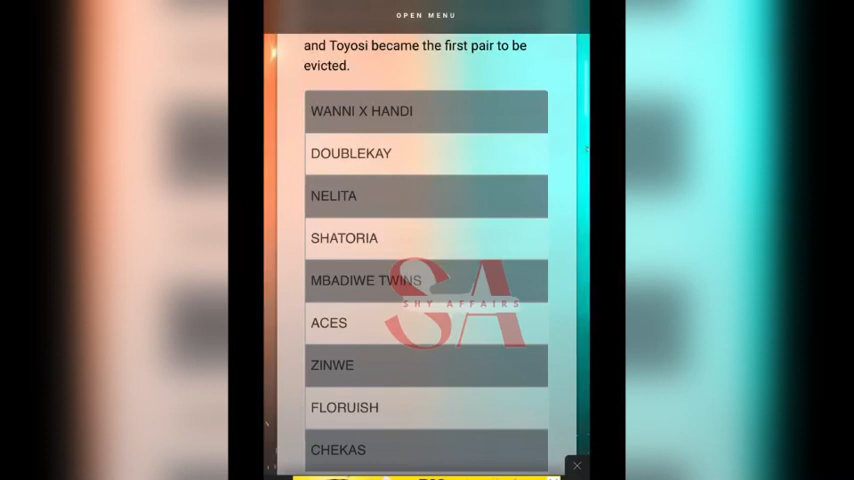 OPEN MENU
and Toyosi became the first pair to be
evicted.
WANNI X HANDI
DOUBLEKAY
NELITA
SHATORIA
MBADIWE TWINS
SA
SHY AFFAIRS
ACES
ZINWE
FLORUISH
CHEKAS